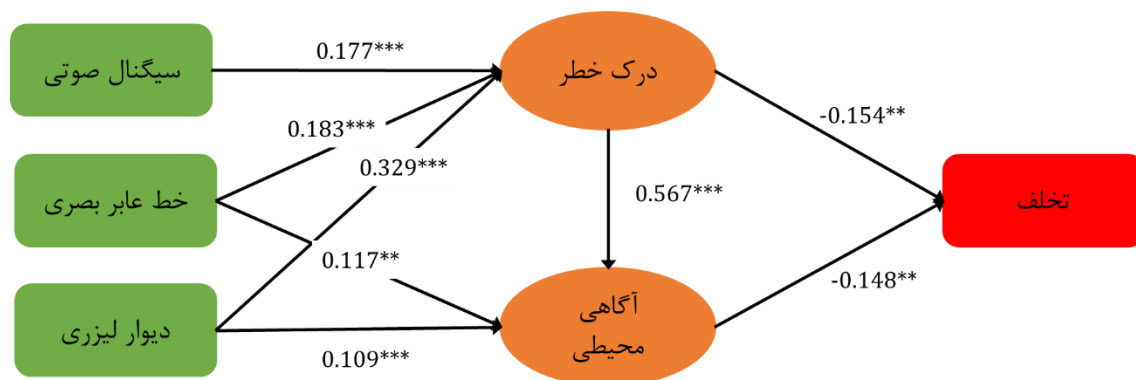 سیگنال صوتی
0.177***
درک خطر
-0.154**
0.183***
0.329***
خط عابر بصری
0.567***
تخلف
0.117**
-0.148**
دیوار لیزری
0.109***
آگاهی
محیطی